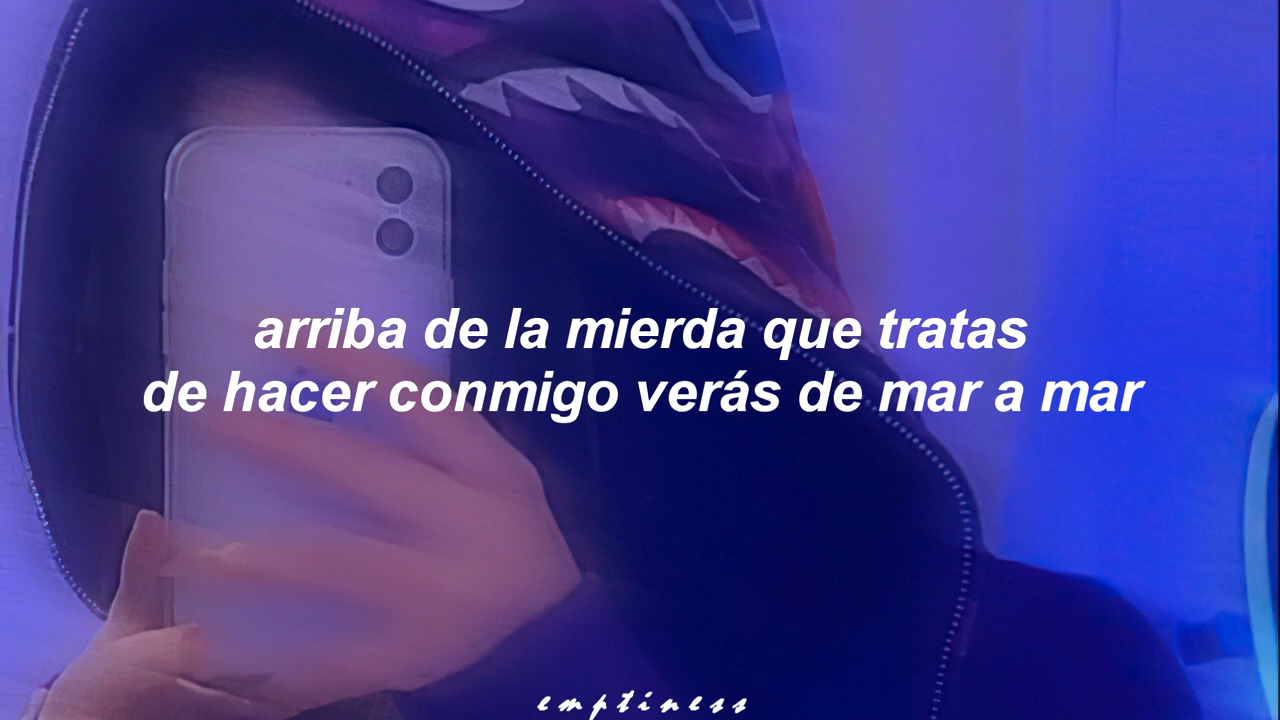 arriba de la mierda que tratas
de hacer conmigo verás de mar a mar
emptiness